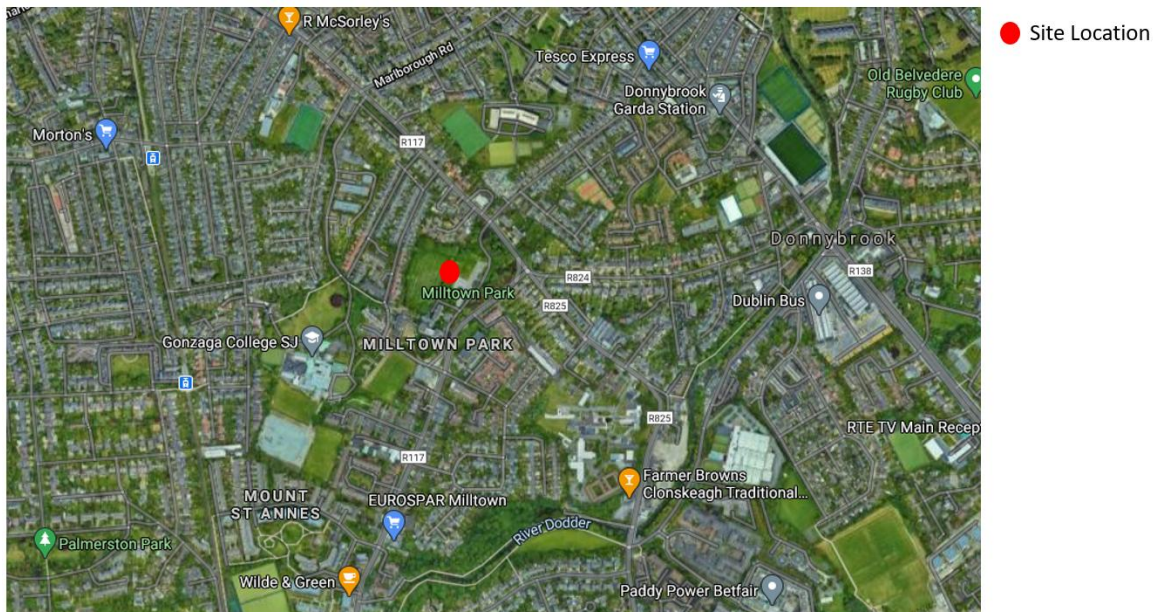 R McSorley's
Marlborough Rd
Tesco Express
Site Location
Old Belvedere
Rugby Club
Donnybrook
Garda Station
Morton's
R117
Donnybrook
R824
R138
Milltown Park
R825
Dublin Bus
Gonzaga College SJ
MILLTOWN PARK
R825
RTE TV Main Recep
R117
Farmer Browns
Clonskeagh Traditional...
MOUNT
ST ANNES
EUROSPAR Milltown
River Dodder
Palmerston Park
Wilde & Green
Paddy Power Betfair